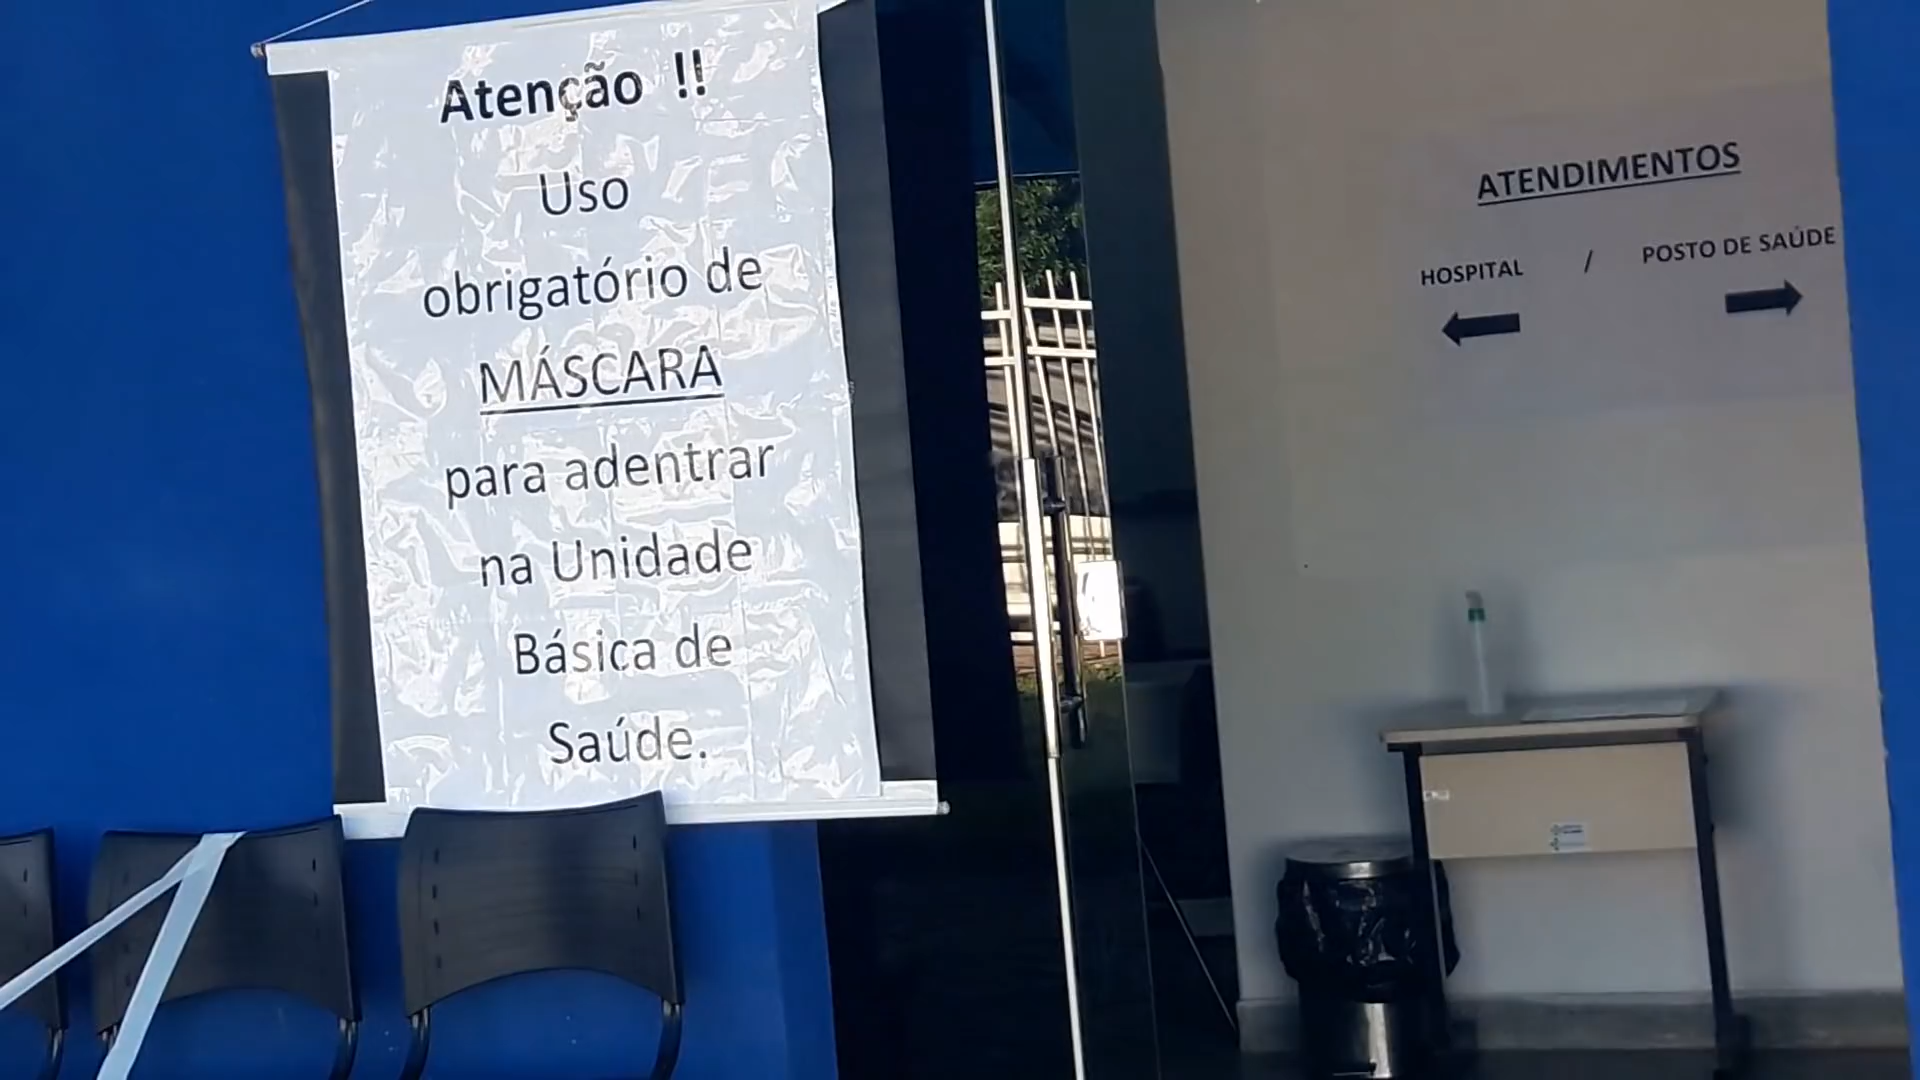 Atenção !!
Uso
obrigatório de
MÁSCARA
para adentrar
na Unidade
Básica de
Saúde.
ATENDIMENTOS
HOSPITAL / POSTO DE SAÚDE